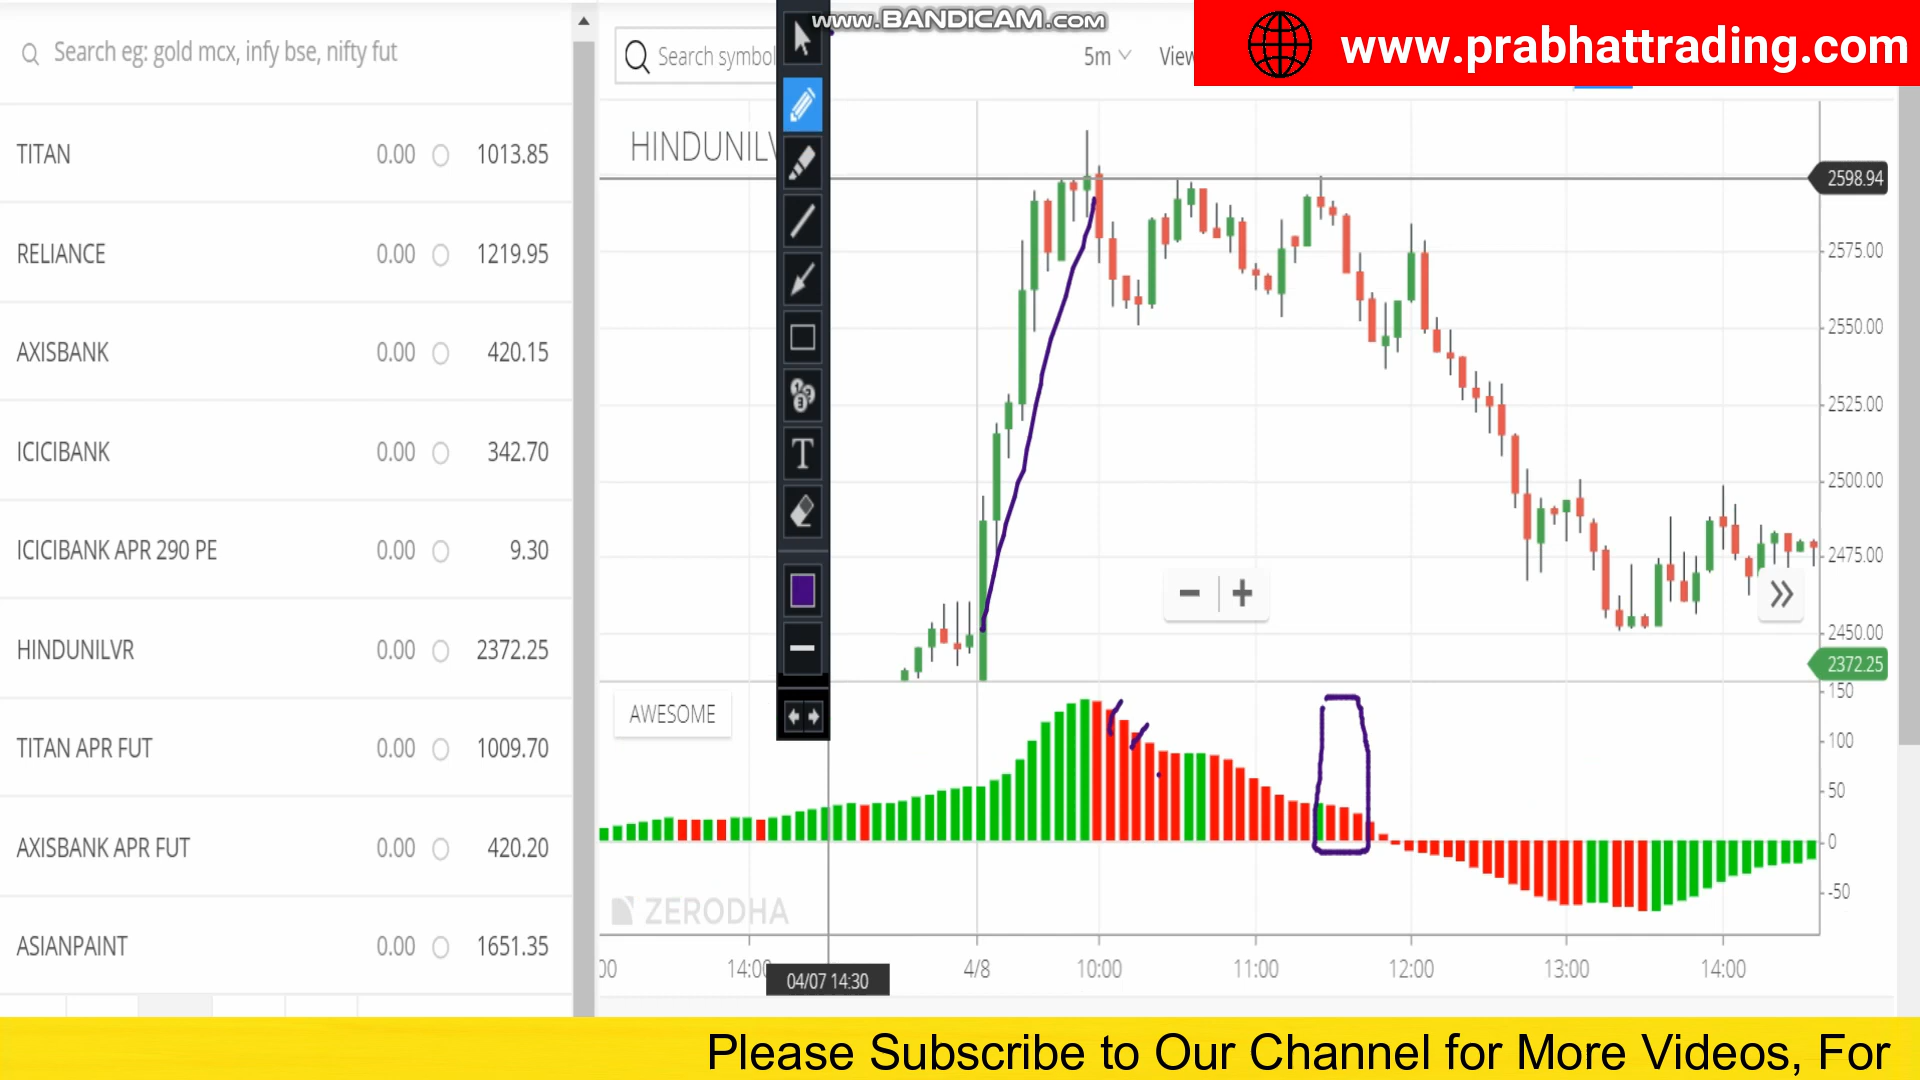 www.BANDICAM.com
www.prabhattrading.com
Search eg: gold mcx, infy bse, nifty fut
Search symbol
5m
View
TITAN 0.00 1013.85
RELIANCE 0.00 1219.95
AXISBANK 0.00 420.15
ICICIBANK 0.00 342.70
ICICIBANK APR 290 PE 0.00 9.30
HINDUNILVR 0.00 2372.25
TITAN APR FUT 0.00 1009.70
AXISBANK APR FUT 0.00 420.20
ASIANPAINT 0.00 1651.35
HINDUNILV
T
2598.94
2575.00
2550.00
2525.00
2500.00
2475.00
2450.00
2372.25
AWESOME
150
100
50
0
-50
ZERODHA
00 14:00 4/8 10:00 11:00 12:00 13:00 14:00
04/07 14:30
Please Subscribe to Our Channel for More Videos, For